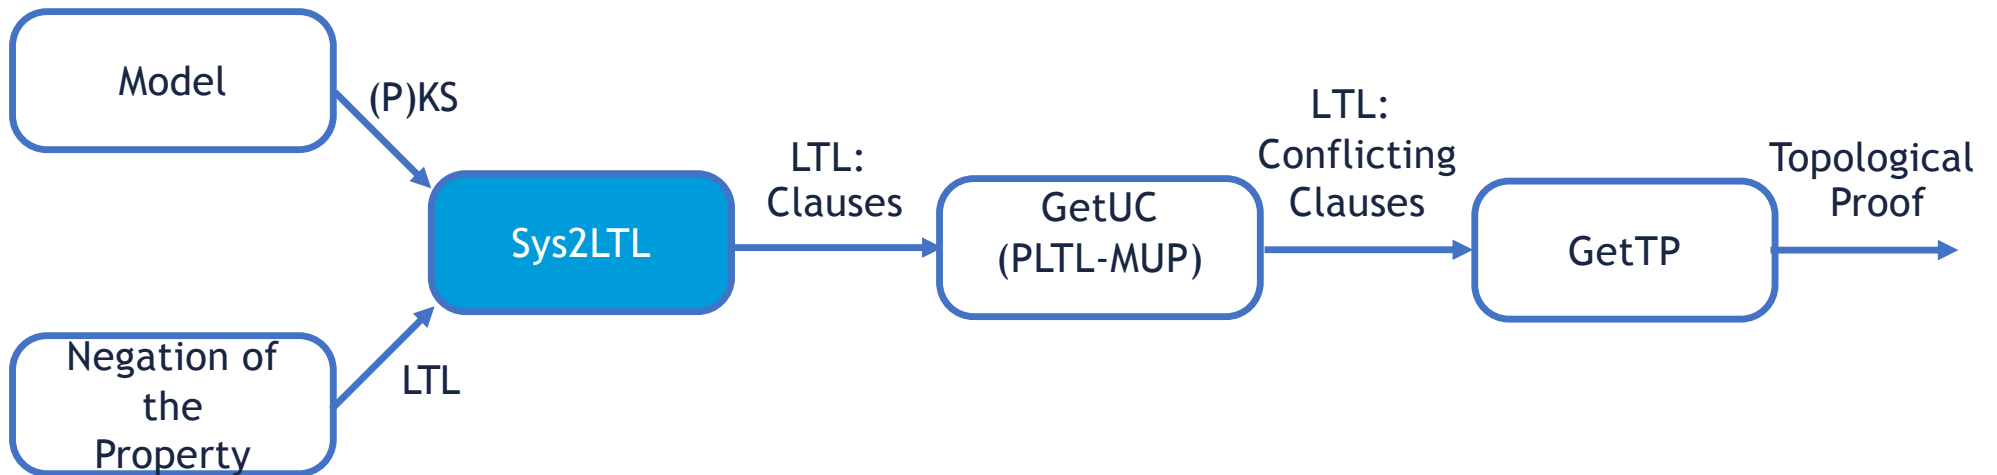 Model
(P)KS
Negation of
the
Property
LTL
Sys2LTL
LTL:
Clauses
GetUC
(PLTL-MUP)
LTL:
Conflicting
Clauses
GetTP
Topological
Proof